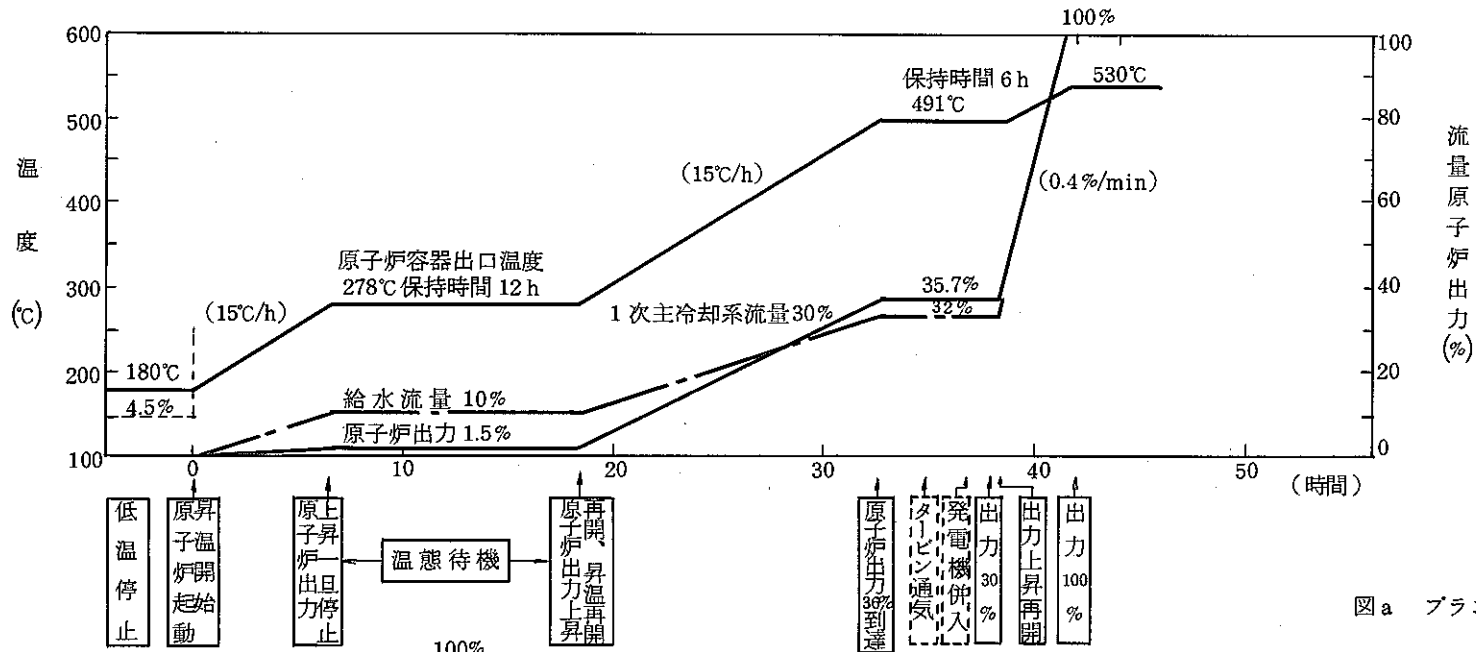 100%
600
500
400
300
200
100
温度(℃)
100
80
60
40
20
0
流量原子炉出力(%)
保持時間 6 h
491℃
530℃
(15℃/h)
(0.4%/min)
原子炉容器出口温度
278℃ 保持時間 12 h
(15℃/h)
35.7%
1 次主冷却系流量30%
32%
180℃
4.5%
給水流量 10%
原子炉出力 1.5%
0
10
20
30
40
50
(時間)
低温停止
昇温開始
原子炉起動
上昇一旦停止
原子炉出力
温態待機
再開、昇温再開
原子炉出力上昇
原子炉出力30%到達
タービン通気
発電機併入
出力30%
出力上昇再開
出力100%
図a プラ
100%